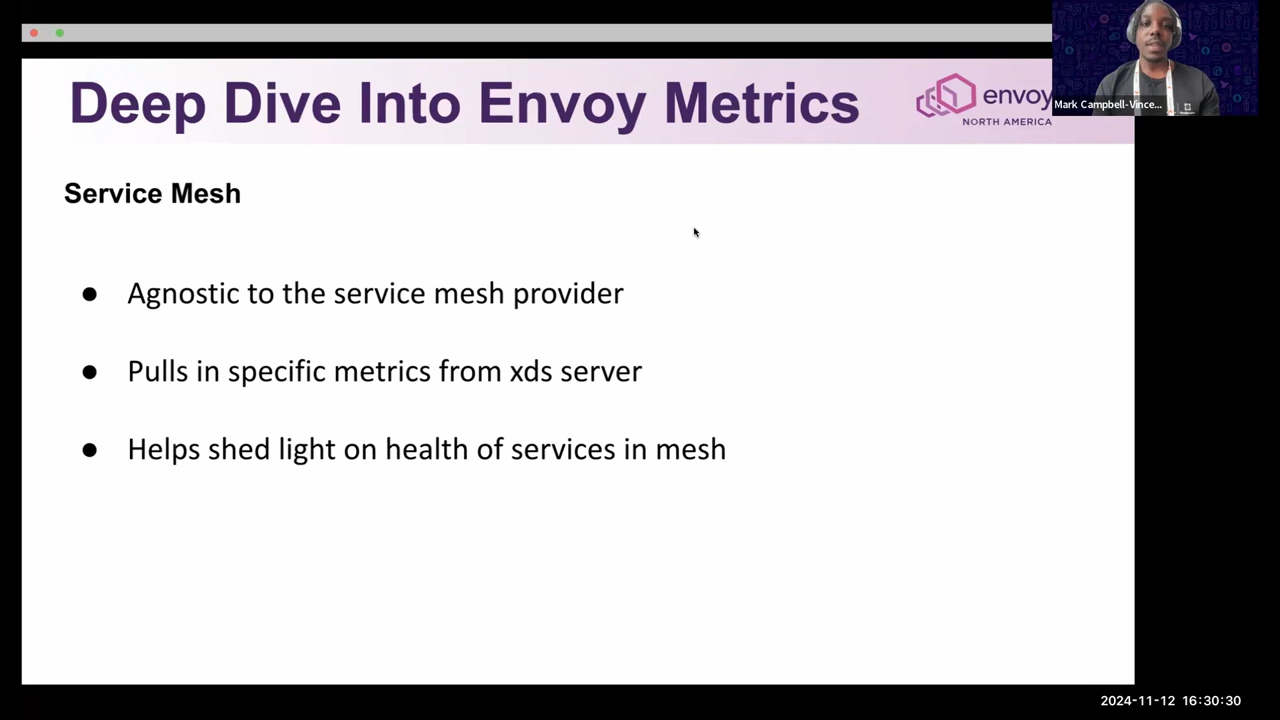 Deep Dive Into Envoy Metrics
envoy
NORTH AMERICA
Mark Campbell-Vince...
Service Mesh
● Agnostic to the service mesh provider
● Pulls in specific metrics from xds server
● Helps shed light on health of services in mesh
2024-11-12 16:30:30